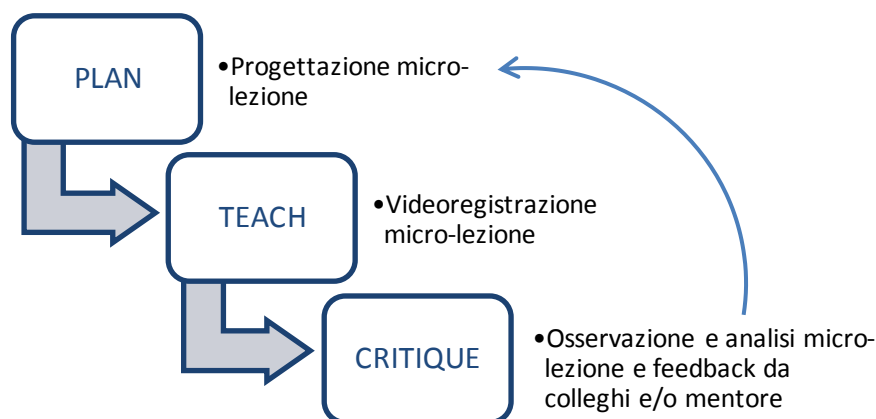 PLAN
•Progettazione micro-
lezione
TEACH
•Videoregistrazione
micro-lezione
CRITIQUE
•Osservazione e analisi micro-
lezione e feedback da
colleghi e/o mentore